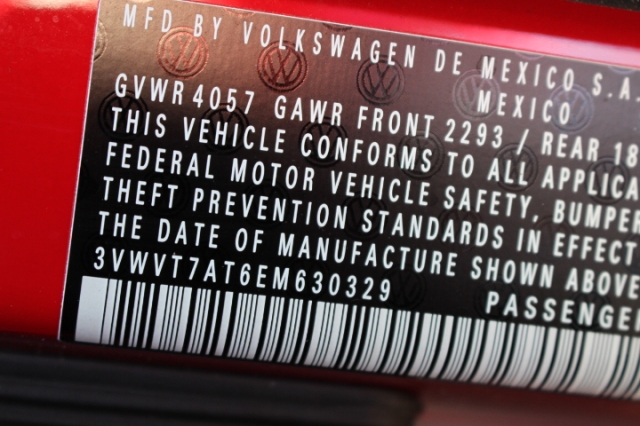 MFD BY VOLKSWAGEN DE MEXICO S.A.
MEXICO
GVWR 4057 GAWR FRONT 2293 / REAR 18
THIS VEHICLE CONFORMS TO ALL APPLICA
FEDERAL MOTOR VEHICLE SAFETY, BUMPER
THEFT PREVENTION STANDARDS IN EFFECT
THE DATE OF MANUFACTURE SHOWN ABOVE
3VWVT7AT6EM630329 PASSENGER